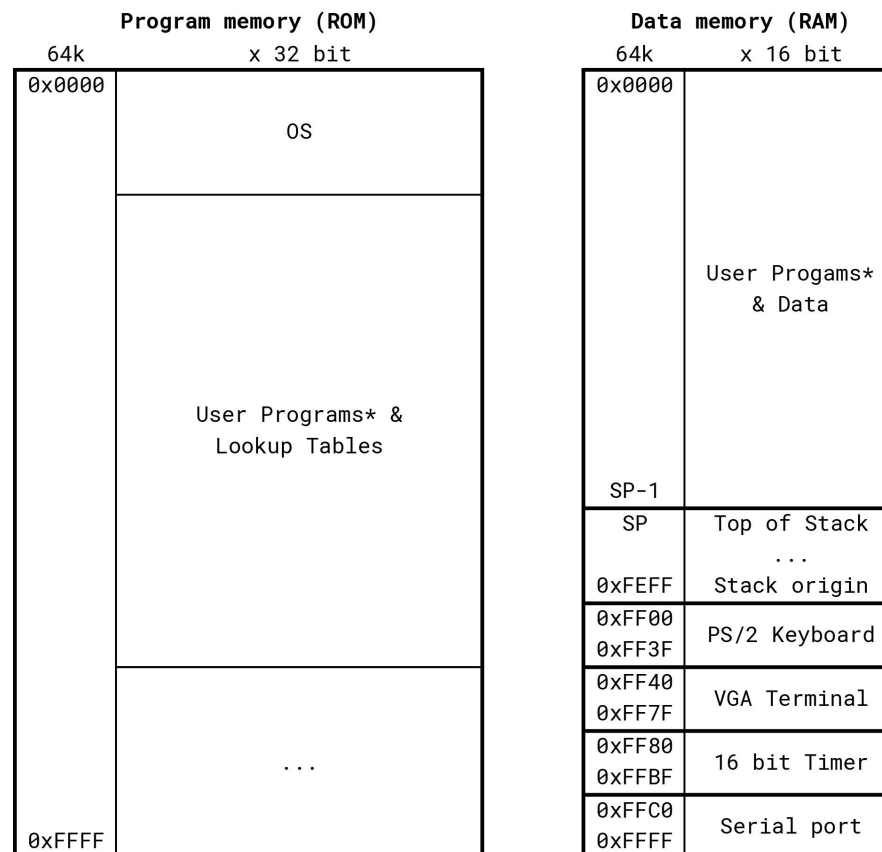 Program memory (ROM)
64k x 32 bit
0x0000
OS
User Programs* &
Lookup Tables
...
0xFFFF
Data memory (RAM)
64k x 16 bit
0x0000
User Progams*
& Data
SP-1
SP Top of Stack
...
0xFEFF Stack origin
0xFF00
PS/2 Keyboard
0xFF3F
0xFF40
VGA Terminal
0xFF7F
0xFF80
16 bit Timer
0xFFBF
0xFFC0
Serial port
0xFFFF